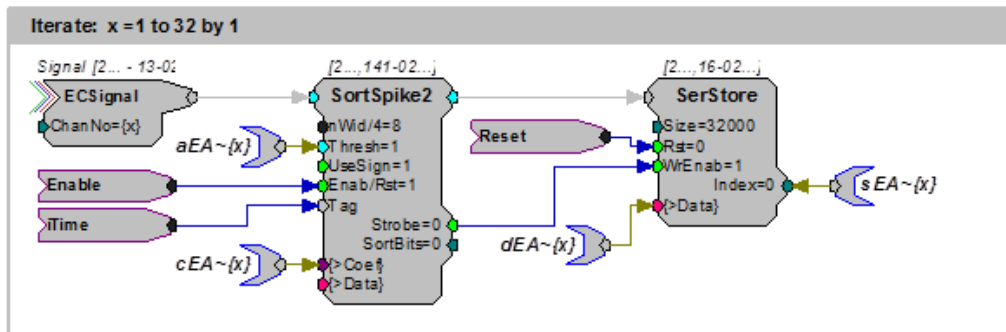 Iterate: x =1 to 32 by 1
Signal [2... - 13-02
[2...,141-02...]
[2...,16-02...]
ECSignal
SortSpike2
SerStore
ChanNo={x}
nWid/4=8
Size=32000
aEA~{x}
Thresh=1
Reset
Rst=0
UseSign=1
WrEnab=1
Enable
Enab/Rst=1
Index=0
sEA~{x}
iTime
Tag
{>Data}
Strobe=0
SortBits=0
dEA~{x}
cEA~{x}
{>Coef}
{>Data}